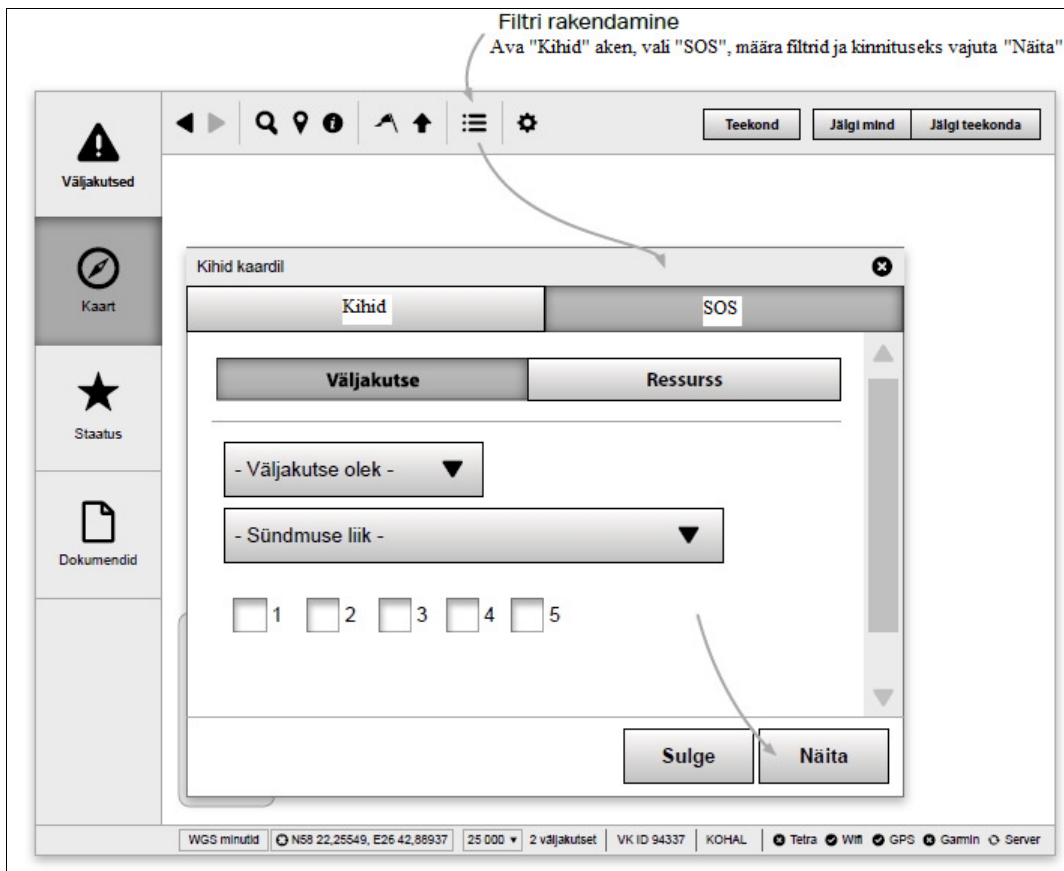 Filtri rakendamine
Ava "Kihid" aken, vali "SOS", määra filtrid ja kinnituseks vajuta "Näita"
Teekond
Jälgi mind
Jälgi teekonda
Väljakutsed
Kaart
Staatus
Dokumendid
Kihid kaardil
Kihid
SOS
Väljakutse
Ressurss
- Väljakutse olek -
- Sündmuse liik -
1 2 3 4 5
Sulge
Näita
WGS minutid N58 22,25549, E26 42,88937 25 000 2 väljakutset VK ID 94337 KOHAL Tetra Wifi GPS Garmin Server